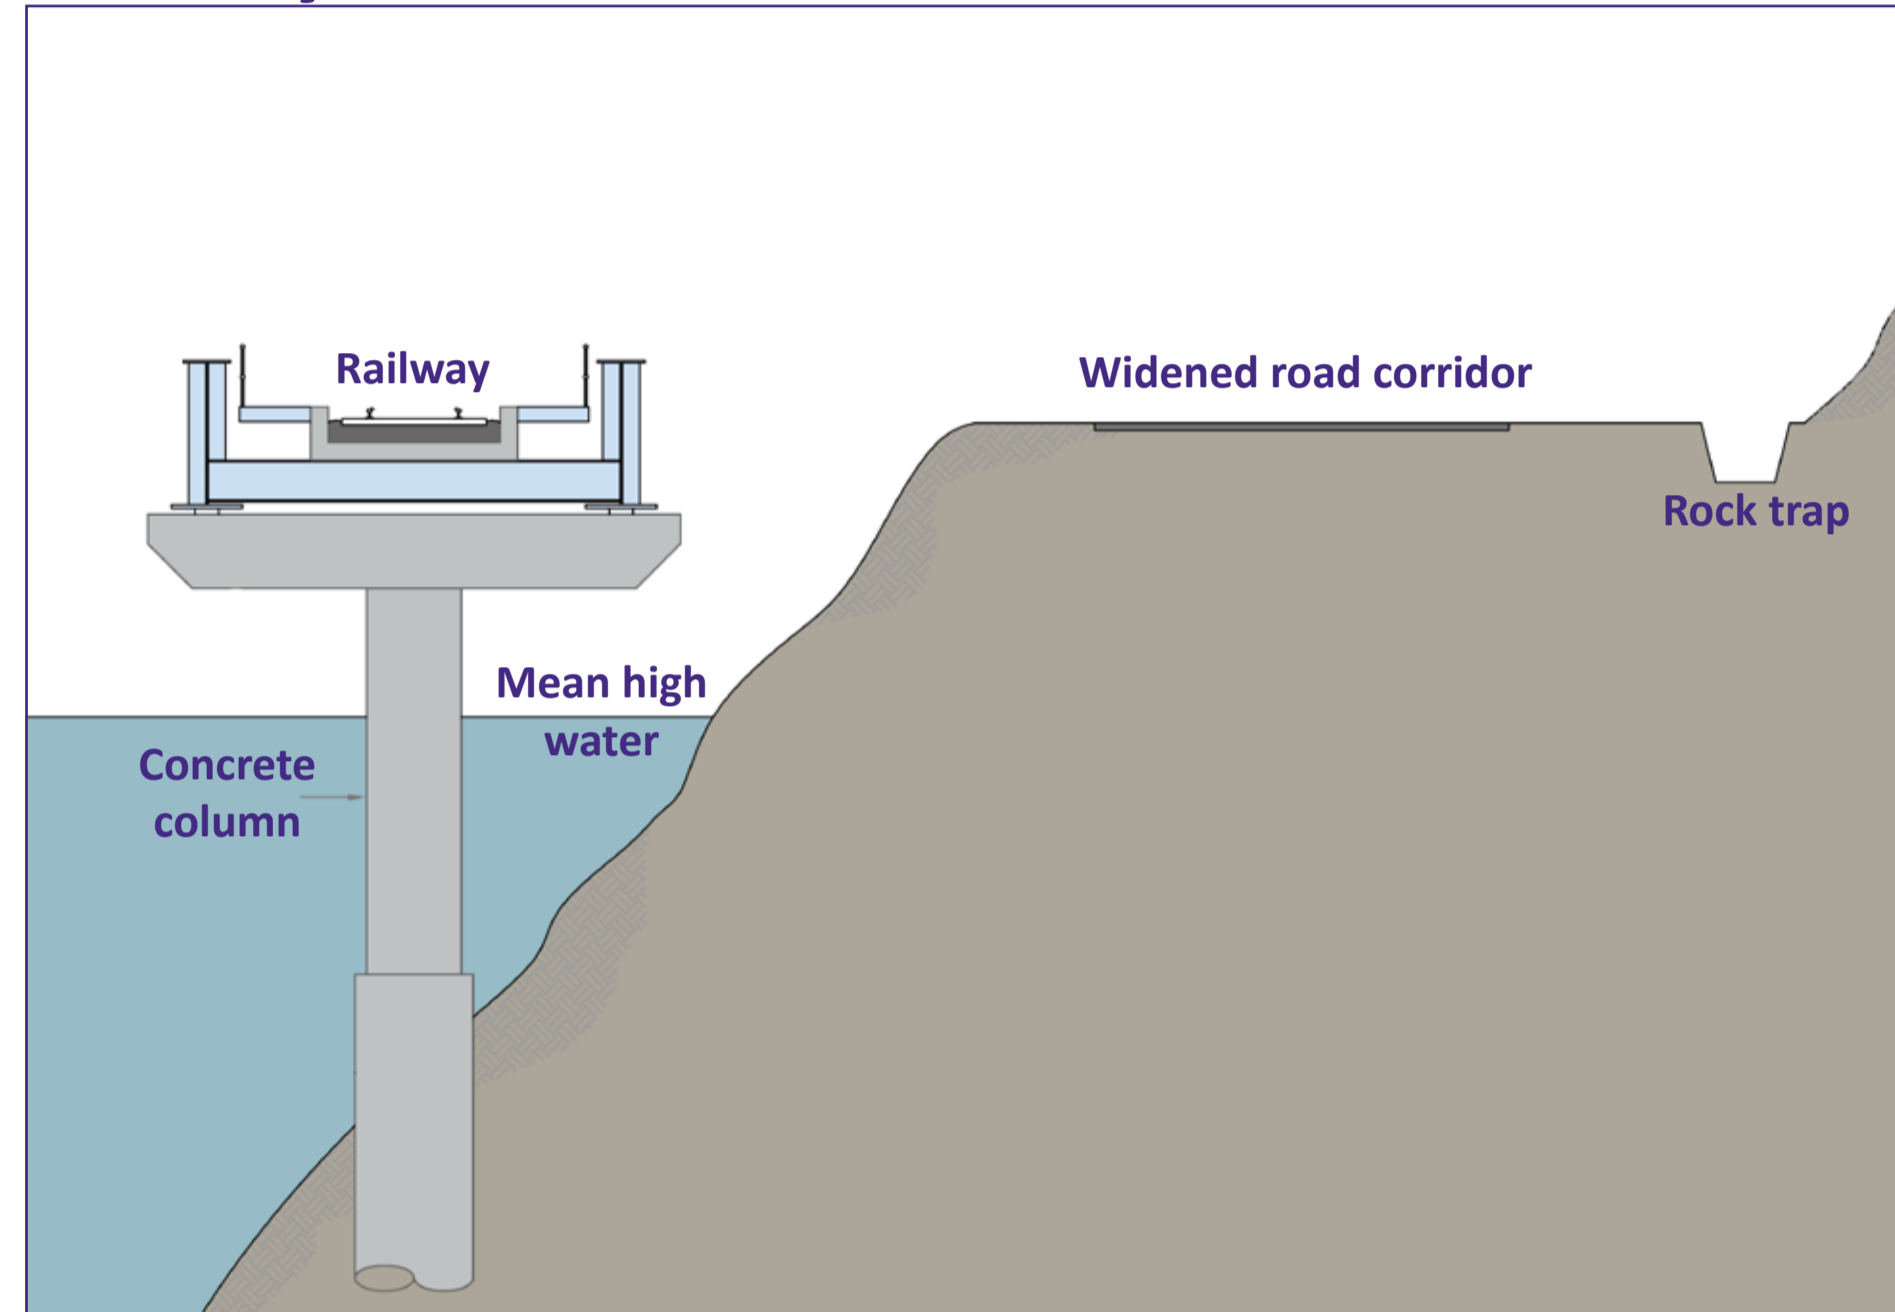 Railway
Widened road corridor
Rock trap
Mean high
water
Concrete
column